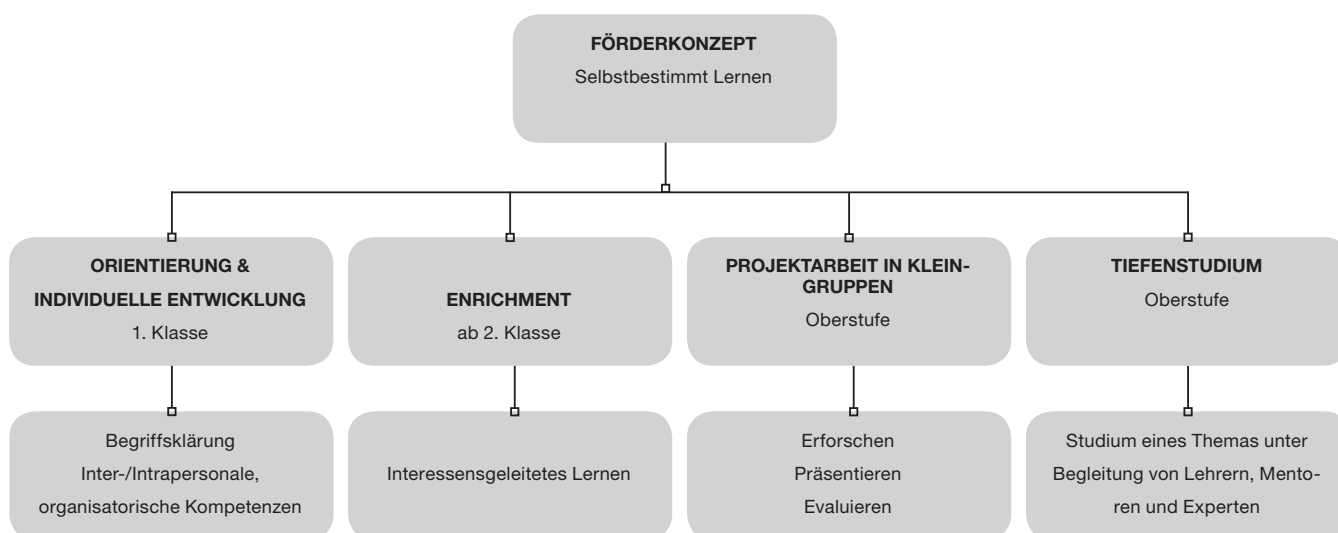 FÖRDERKONZEPT
Selbstbestimmt Lernen
ORIENTIERUNG &
INDIVIDUELLE ENTWICKLUNG
1. Klasse
ENRICHMENT
ab 2. Klasse
PROJEKTARBEIT IN KLEIN-
GRUPPEN
Oberstufe
TIEFENSTUDIUM
Oberstufe
Begriffsklärung
Inter-/Intrapersonale,
organisatorische Kompetenzen
Interessensgeleitetes Lernen
Erforschen
Präsentieren
Evaluieren
Studium eines Themas unter
Begleitung von Lehrern, Mento-
ren und Experten